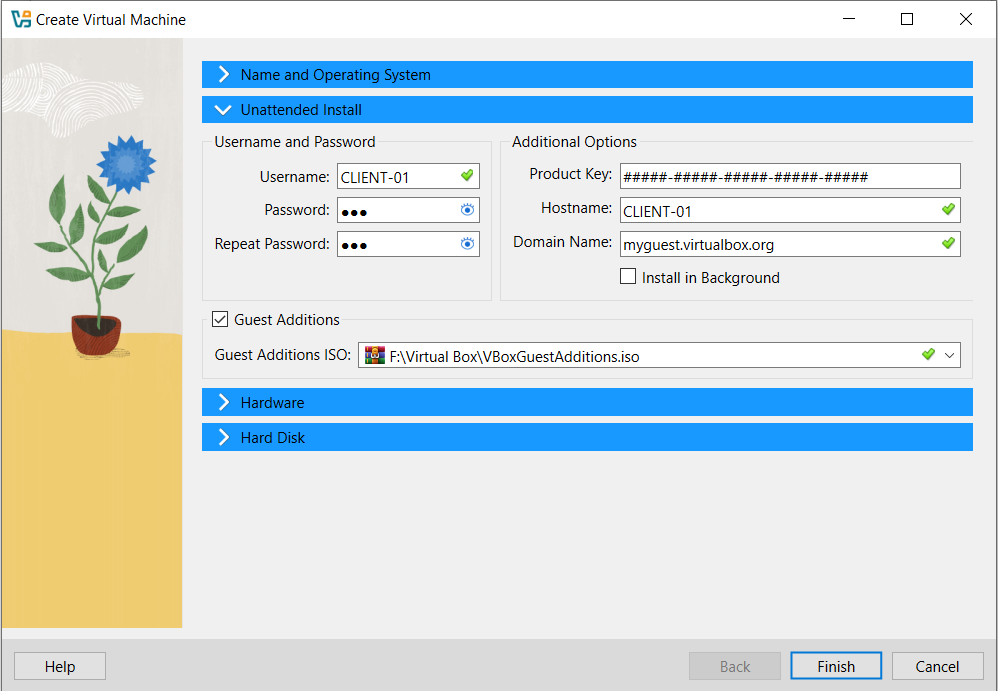 Create Virtual Machine
Name and Operating System
Unattended Install
Username and Password
Username: CLIENT-01
Password: ●●●
Repeat Password: ●●●
Additional Options
Product Key: #####-#####-#####-#####-#####
Hostname: CLIENT-01
Domain Name: myguest.virtualbox.org
Install in Background
Guest Additions
Guest Additions ISO: F:\Virtual Box\VBoxGuestAdditions.iso
Hardware
Hard Disk
Help
Back
Finish
Cancel